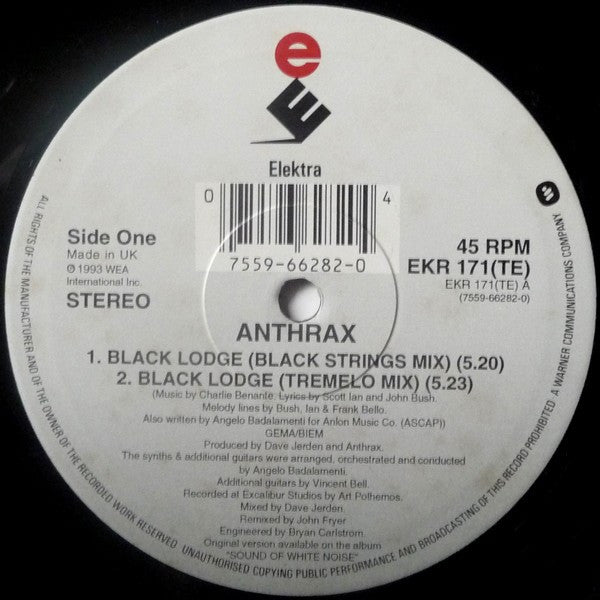 e
E
Elektra
0
4
7559-66282-0
Side One
Made in UK
℗ 1993 WEA
International Inc.
STEREO
45 RPM
EKR 171(TE)
EKR 171(TE) A
(7559-66282-0)
ANTHRAX
1. BLACK LODGE (BLACK STRINGS MIX) (5.20)
2. BLACK LODGE (TREMELO MIX) (5.23)
(Music by Charlie Benante. Lyrics by Scott Ian and John Bush.
Melody lines by Bush, Ian & Frank Bello.
Also written by Angelo Badalamenti for Anlon Music Co. (ASCAP))
GEMA/BIEM
Produced by Dave Jerden and Anthrax.
The synths & additional guitars were arranged, orchestrated and conducted
by Angelo Badalamenti.
Additional guitars by Vincent Bell.
Recorded at Excalibur Studios by Art Pothemos.
Mixed by Dave Jerden.
Remixed by John Fryer
Engineered by Bryan Carlstrom.
Original version available on the album
"SOUND OF WHITE NOISE"
ALL RIGHTS OF THE MANUFACTURER AND OF THE OWNER OF THE RECORDED WORK RESERVED UNAUTHORISED COPYING PUBLIC PERFORMANCE AND BROADCASTING OF THIS RECORD PROHIBITED A WARNER COMMUNICATIONS COMPANY